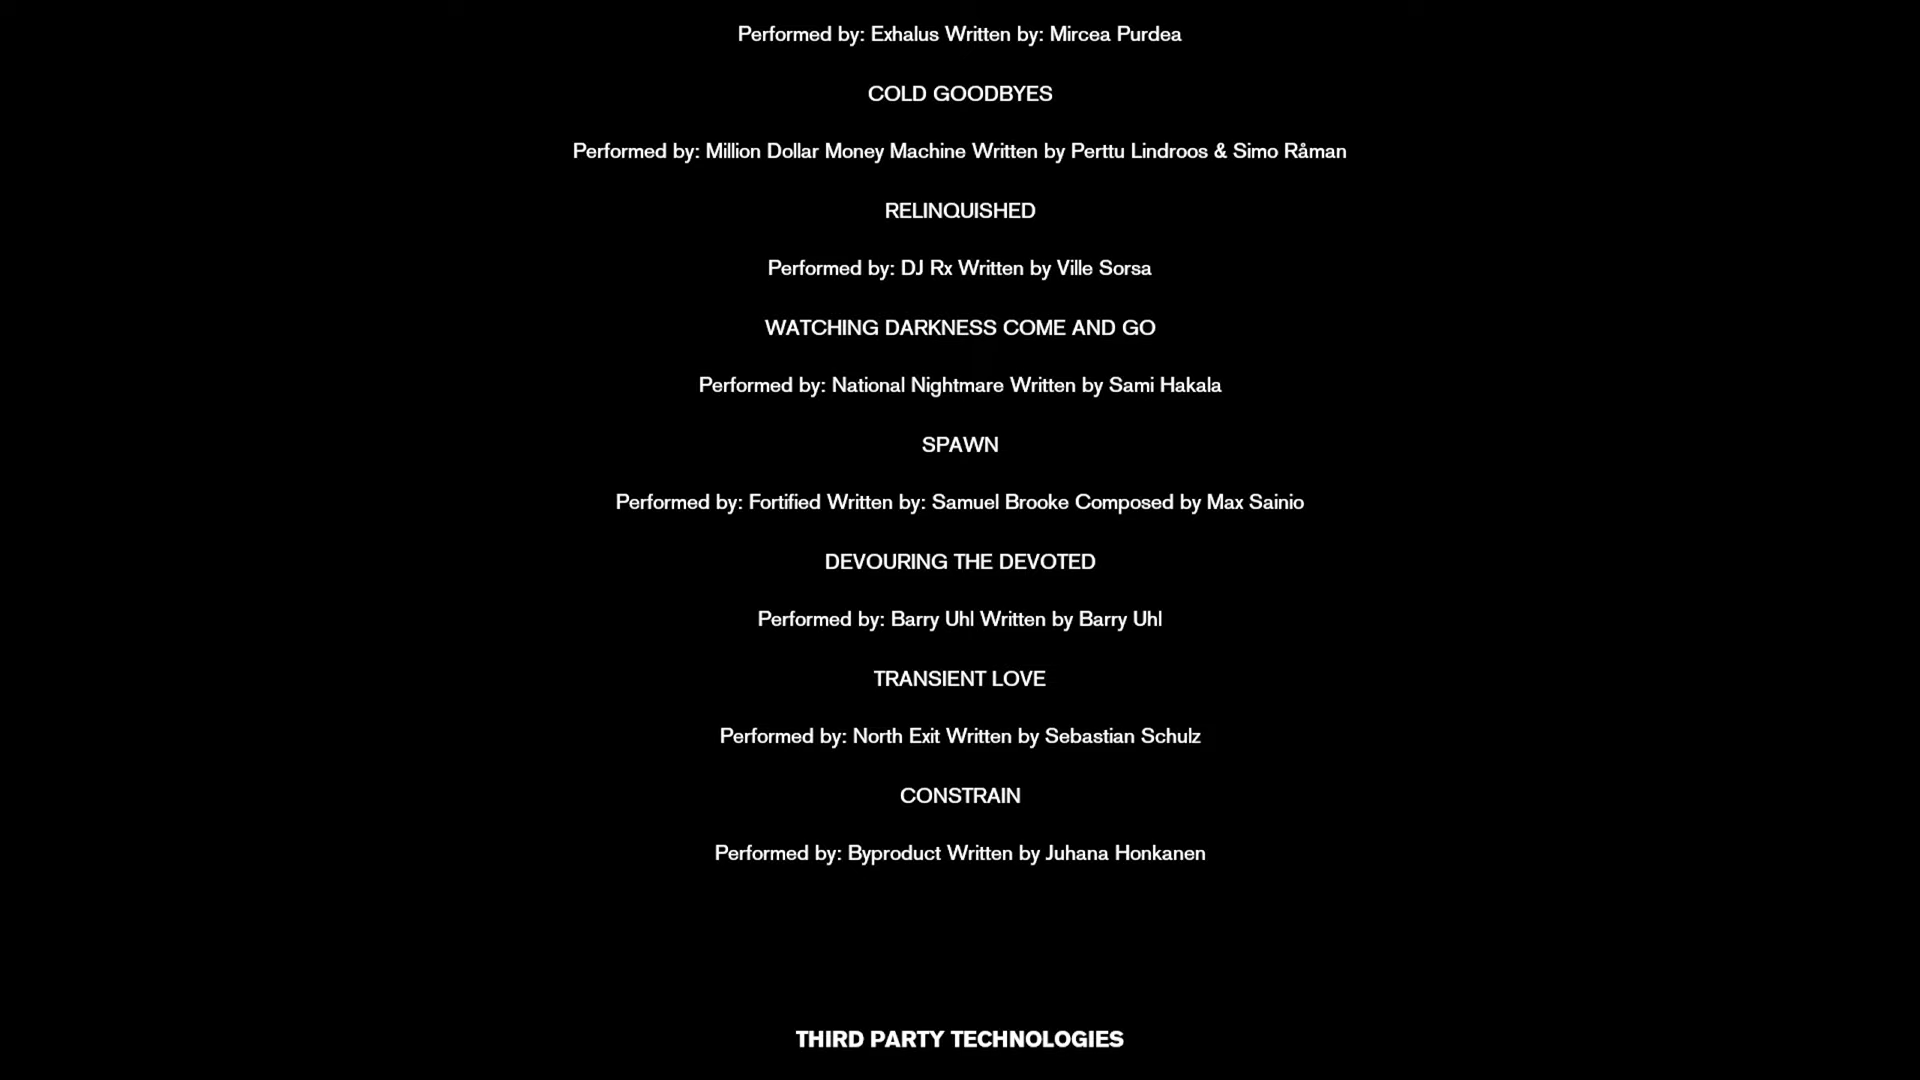 Performed by: Exhalus Written by: Mircea Purdea
COLD GOODBYES
Performed by: Million Dollar Money Machine Written by Perttu Lindroos & Simo Råman
RELINQUISHED
Performed by: DJ Rx Written by Ville Sorsa
WATCHING DARKNESS COME AND GO
Performed by: National Nightmare Written by Sami Hakala
SPAWN
Performed by: Fortified Written by: Samuel Brooke Composed by Max Sainio
DEVOURING THE DEVOTED
Performed by: Barry Uhl Written by Barry Uhl
TRANSIENT LOVE
Performed by: North Exit Written by Sebastian Schulz
CONSTRAIN
Performed by: Byproduct Written by Juhana Honkanen
THIRD PARTY TECHNOLOGIES